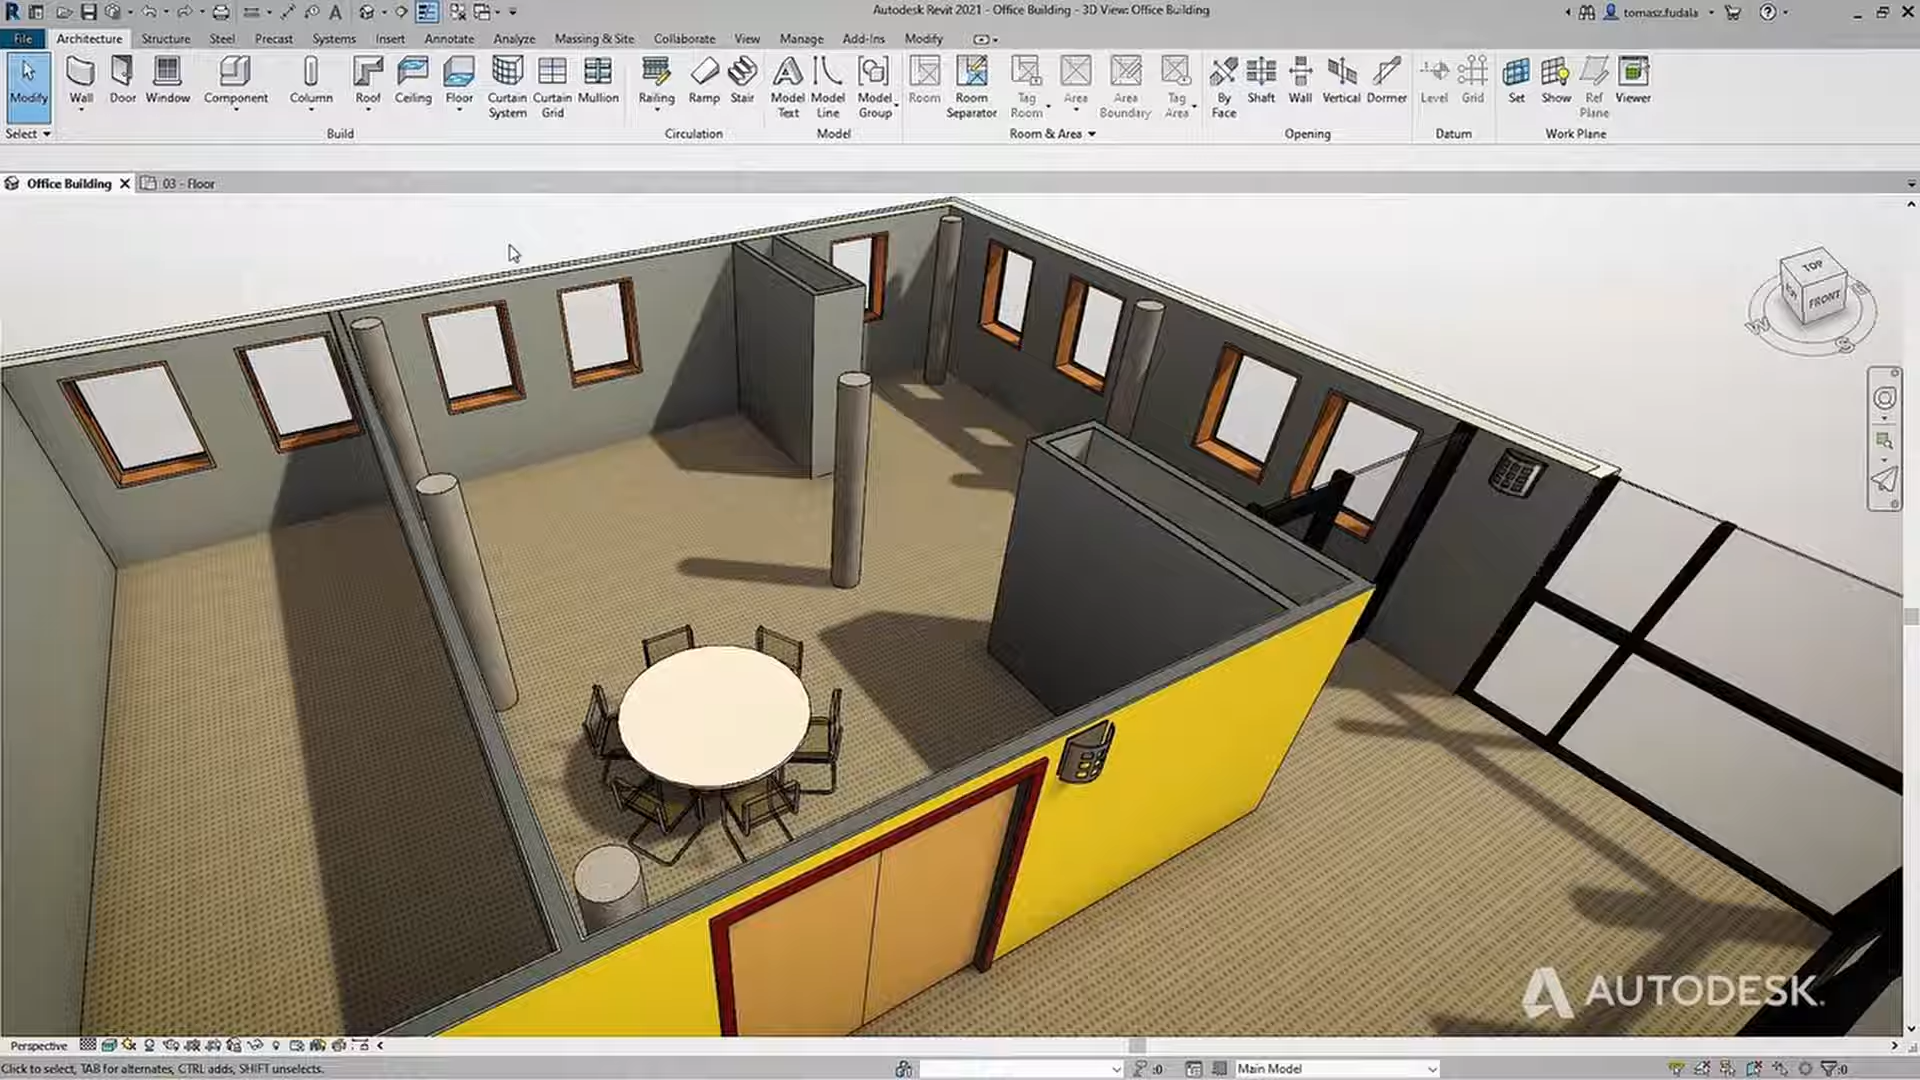 Autodesk Revit 2021 - Office Building - 3D View: Office Building
tomasz.fudala
File Architecture Structure Steel Precast Systems Insert Annotate Analyze Massing & Site Collaborate View Manage Add-Ins Modify
Modify Wall Door Window Component Column Roof Ceiling Floor Curtain System Curtain Grid Mullion Railing Ramp Stair Model Text Model Line Model Group Room Room Separator Tag Room Area Area Boundary Tag Area By Face Shaft Wall Vertical Dormer Level Grid Set Show Ref Plane Viewer
Select Build Circulation Model Room & Area Opening Datum Work Plane
Office Building 03 - Floor
TOP
FRONT
W
S
AUTODESK.
Perspective
Click to select, TAB for alternates, CTRL adds, SHIFT unselects. :0 Main Model :0